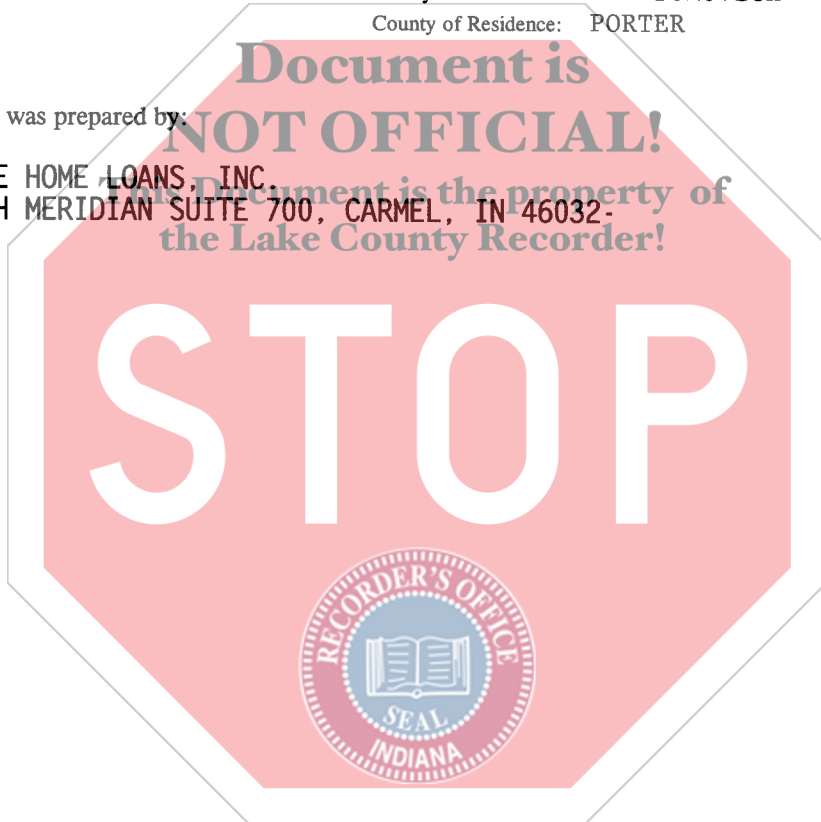 County of Residence: PORTER
Document is
was prepared by:
NOT OFFICIAL!
HOME LOANS, INC.
This Document is the property of
MERIDIAN SUITE 700, CARMEL, IN 46032-
the Lake County Recorder!
STOP
RECORDER'S OFFICE
SEAL
INDIANA